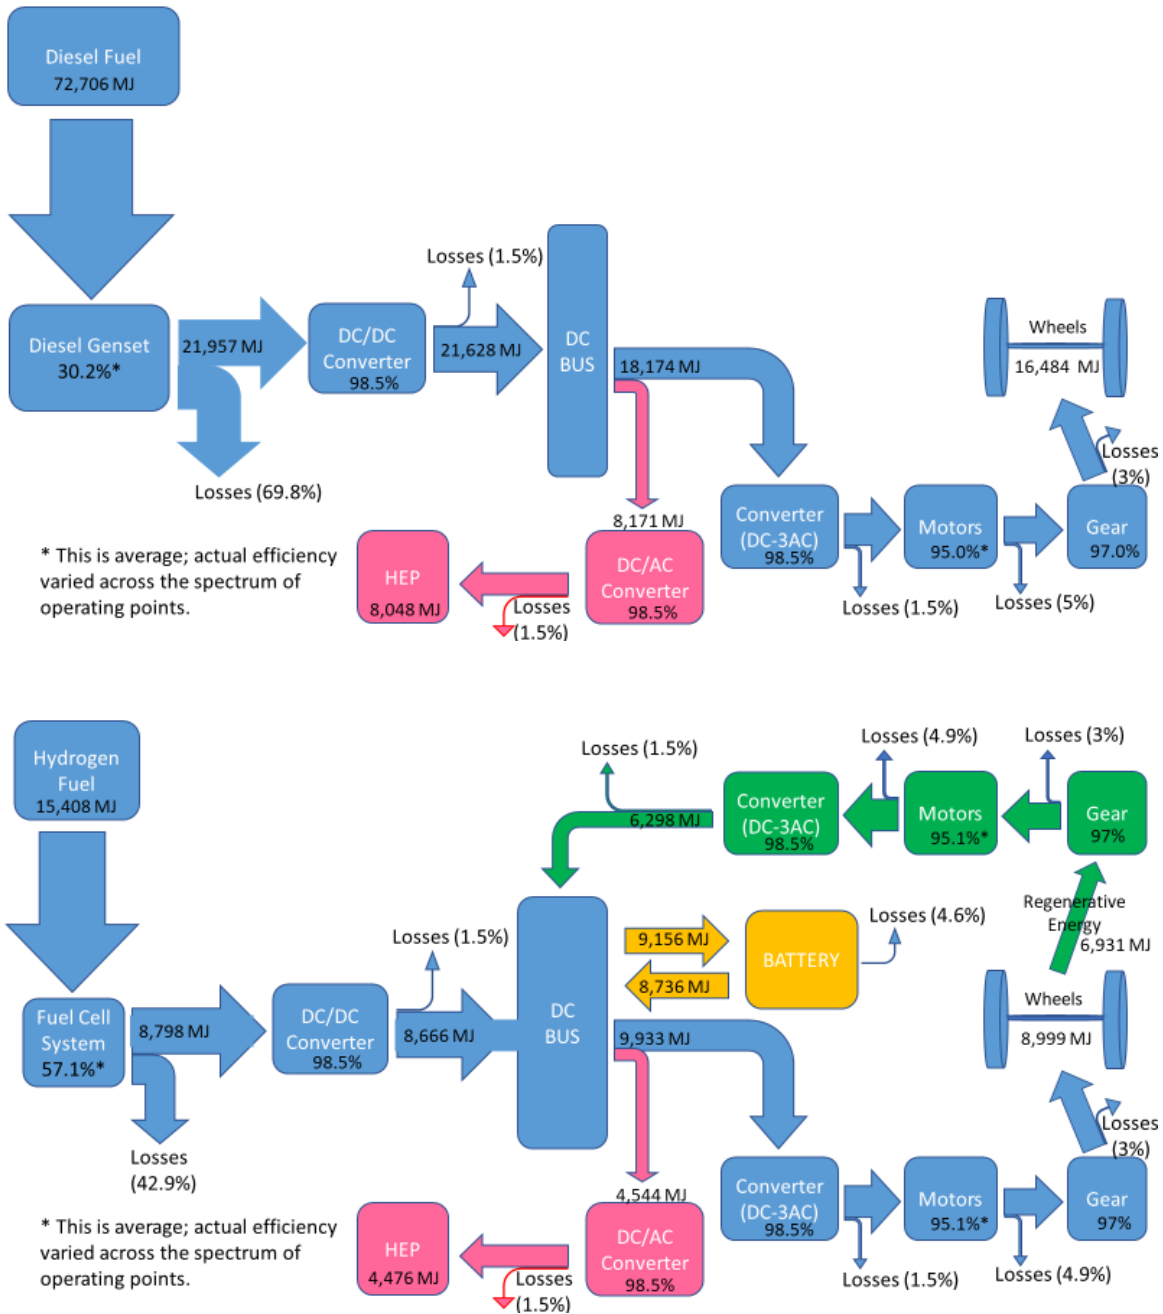 Diesel Fuel
72,706 MJ
Losses (1.5%)
Diesel Genset
30.2%*
21,957 MJ
DC/DC
Converter
98.5%
21,628 MJ
DC
BUS
18,174 MJ
Wheels
16,484 MJ
Losses (69.8%)
Losses
(3%)
8,171 MJ
Converter
(DC-3AC)
98.5%
Motors
95.0%*
Gear
97.0%
* This is average; actual efficiency
varied across the spectrum of
operating points.
HEP
8,048 MJ
Losses
(1.5%)
DC/AC
Converter
98.5%
Losses (1.5%)
Losses (5%)
Hydrogen
Fuel
15,408 MJ
Losses (1.5%)
Losses (4.9%)
Losses (3%)
6,298 MJ
Converter
(DC-3AC)
98.5%
Motors
95.1%*
Gear
97%
Regenerative
Energy
6,931 MJ
Losses (1.5%)
9,156 MJ
8,736 MJ
BATTERY
Losses (4.6%)
Fuel Cell
System
57.1%*
8,798 MJ
DC/DC
Converter
98.5%
8,666 MJ
DC
BUS
9,933 MJ
Wheels
8,999 MJ
Losses
(42.9%)
Losses
(3%)
4,544 MJ
Converter
(DC-3AC)
98.5%
Motors
95.1%*
Gear
97%
* This is average; actual efficiency
varied across the spectrum of
operating points.
HEP
4,476 MJ
Losses
(1.5%)
DC/AC
Converter
98.5%
Losses (1.5%)
Losses (4.9%)